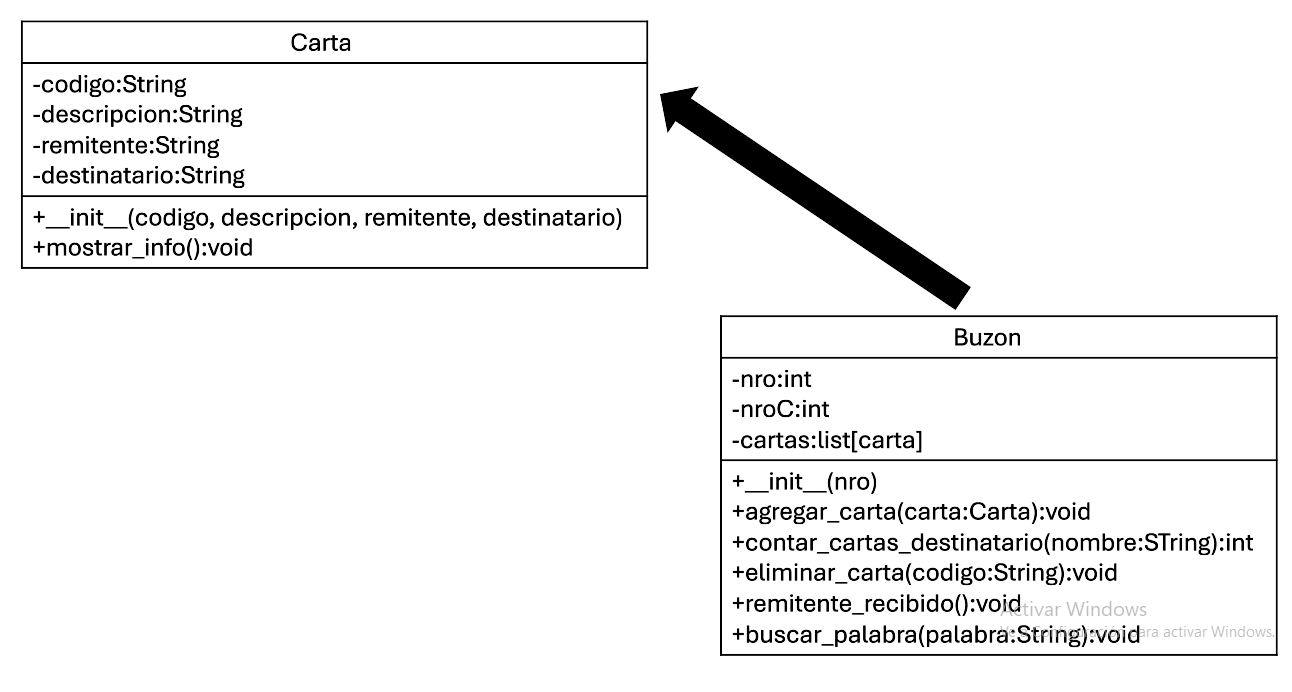 Carta
-codigo:String
-descripcion:String
-remitente:String
-destinatario:String
+__init__(codigo, descripcion, remitente, destinatario)
+mostrar_info():void
Buzon
-nro:int
-nroC:int
-cartas:list[carta]
+__init__(nro)
+agregar_carta(carta:Carta):void
+contar_cartas_destinatario(nombre:STring):int
+eliminar_carta(codigo:String):void
+remitente_recibido():void
Activar Windows
+buscar_palabra(palabra:String):void
para activar Windows.